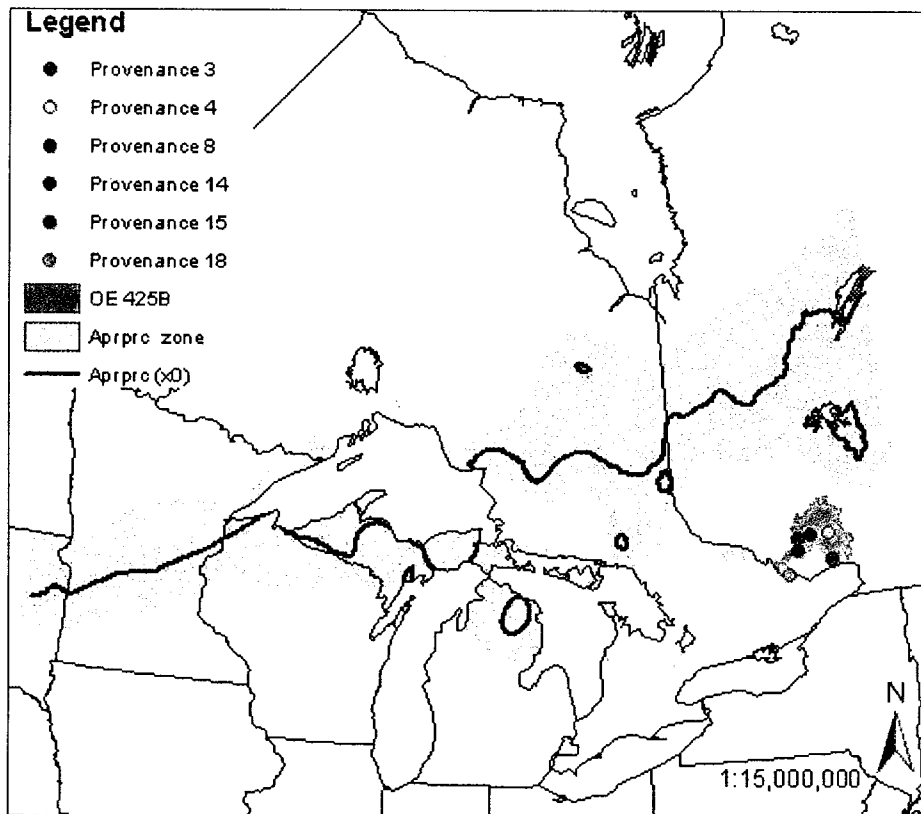 Legend
Provenance 3
Provenance 4
Provenance 8
Provenance 14
Provenance 15
Provenance 18
OE 425B
Aprprc zone
Aprprc (x0)
N
1:15,000,000